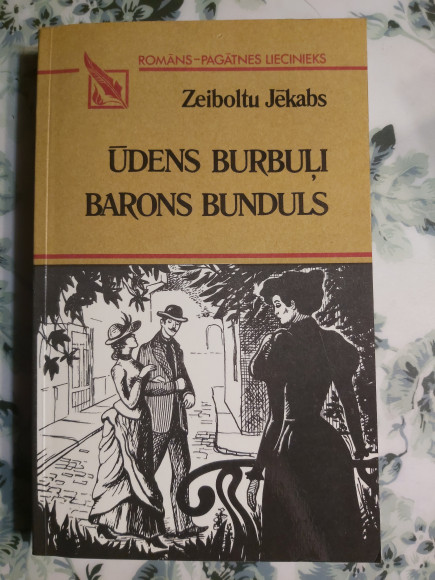 ROMĀNS–PAGĀTNES LIECINIEKS
Zeiboltu Jēkabs
ŪDENS BURBUĻI
BARONS BUNDULS